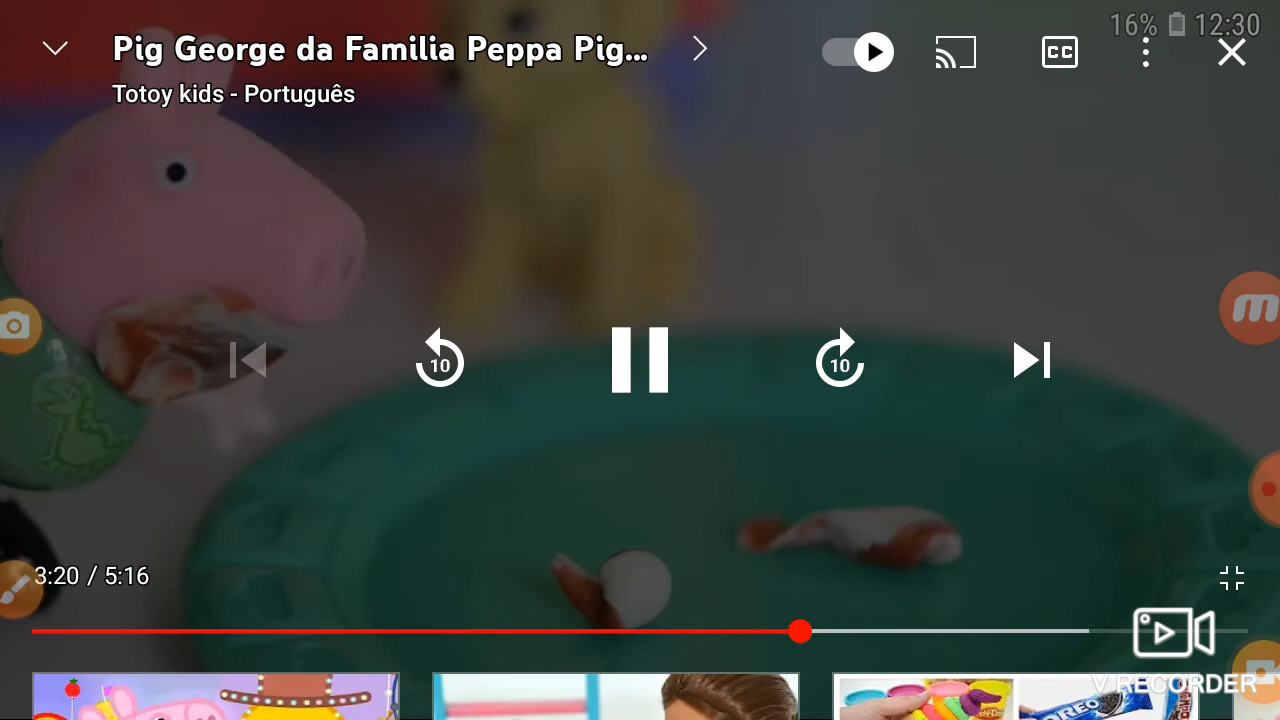 16% 12:30
Pig George da Familia Peppa Pig...
Totoy kids - Português
10
10
3:20 / 5:16
V RECORDER
OREO